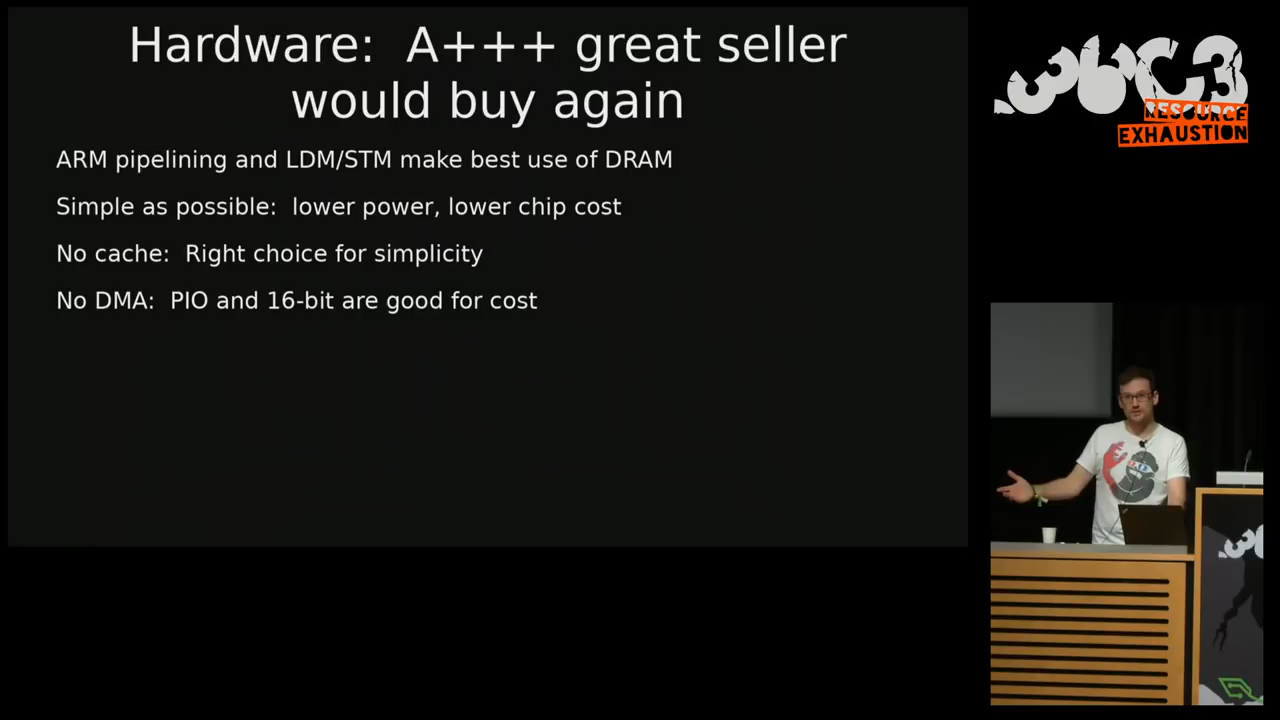 Hardware:  A+++ great seller
would buy again
ARM pipelining and LDM/STM make best use of DRAM
Simple as possible:  lower power, lower chip cost
No cache:  Right choice for simplicity
No DMA:  PIO and 16-bit are good for cost
36C3
RESOURCE
EXHAUSTION